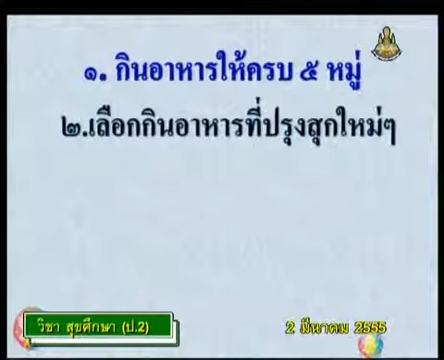 ๑. กินอาหารให้ครบ ๕ หมู่
๒.เลือกกินอาหารที่ปรุงสุกใหม่ๆ
วิชา สุขศึกษา (ป.2)
2 มีนาคม 2555